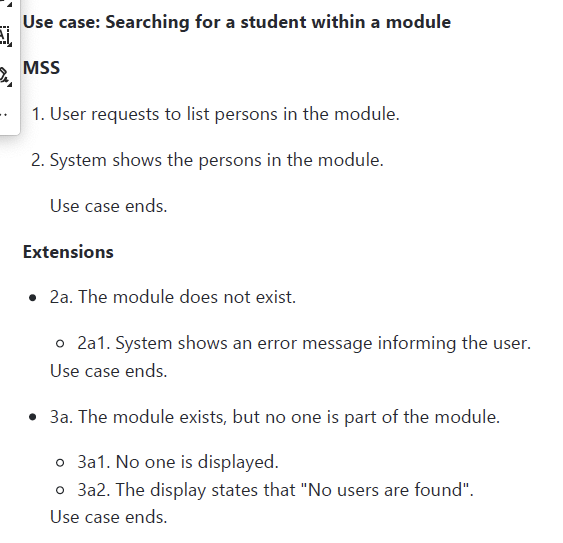 Use case: Searching for a student within a module
MSS
1. User requests to list persons in the module.
2. System shows the persons in the module.
Use case ends.
Extensions
• 2a. The module does not exist.
○ 2a1. System shows an error message informing the user.
Use case ends.
• 3a. The module exists, but no one is part of the module.
○ 3a1. No one is displayed.
○ 3a2. The display states that "No users are found".
Use case ends.